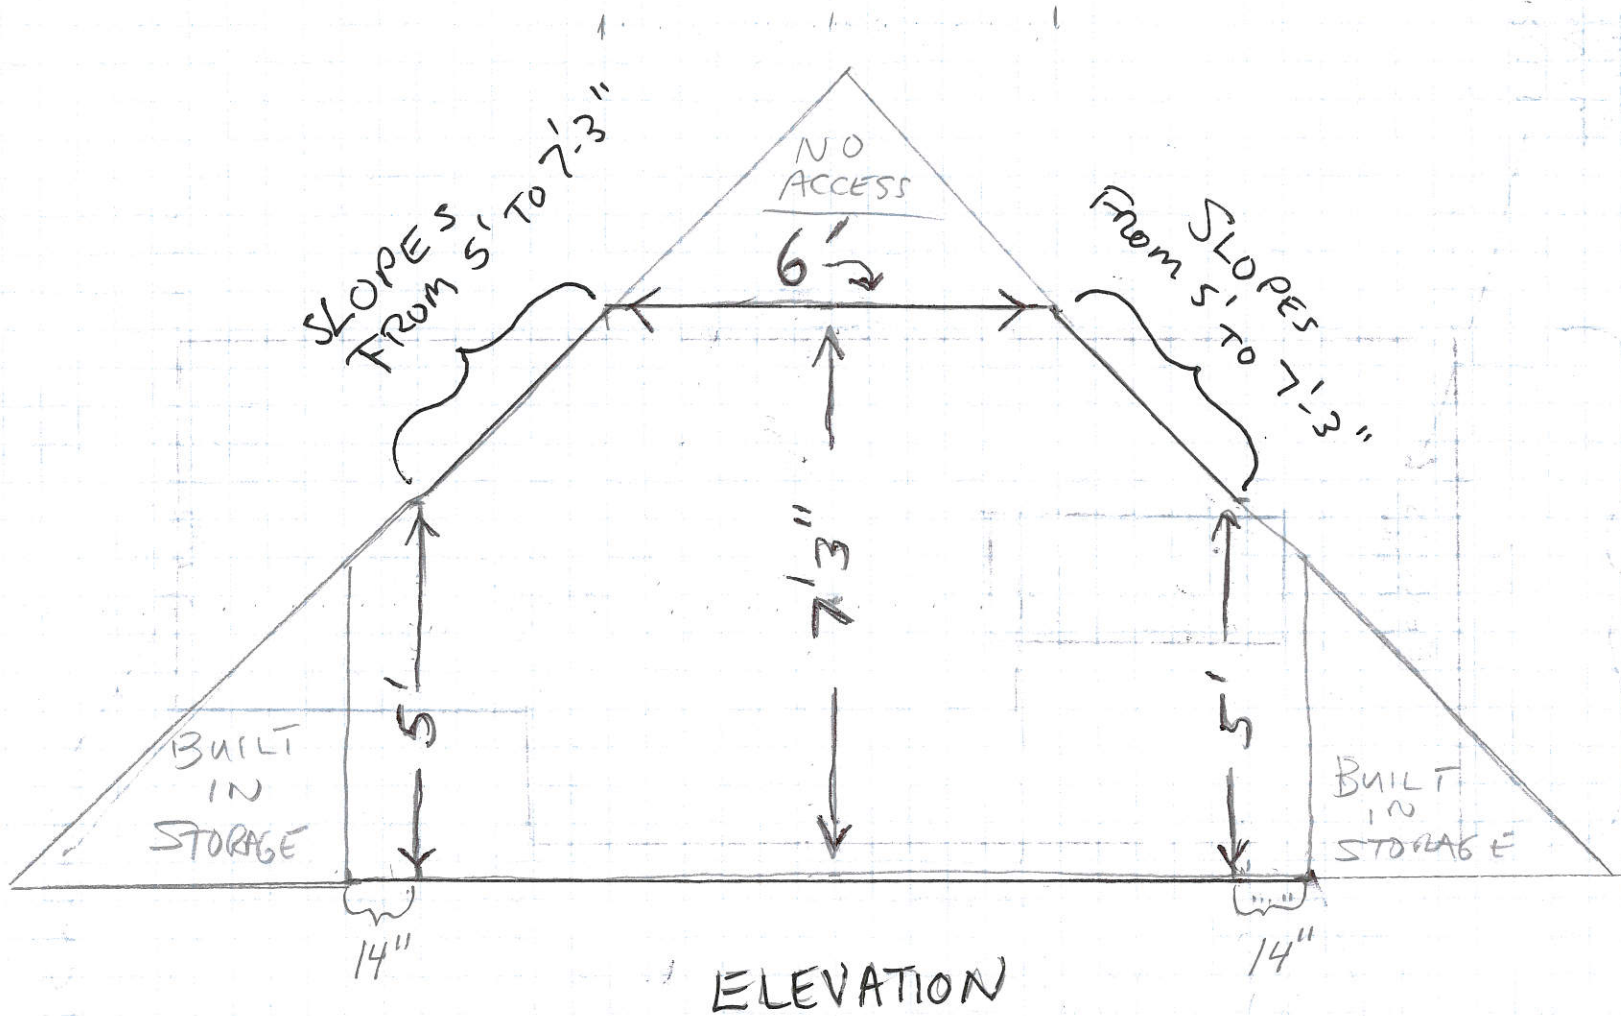 NO
ACCESS
6'
SLOPES
FROM 5' TO 7'-3"
SLOPES
FROM 5' TO 7'-3"
7'3"
5'
5'
BUILT
IN
STORAGE
BUILT
IN
STORAGE
14"
14"
ELEVATION